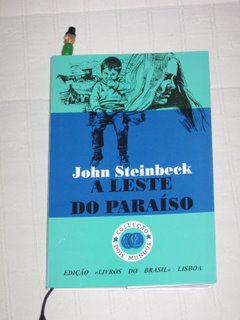 John Steinbeck
A LESTE
DO PARAÍSO
COLECÇÃO
DOIS MUNDOS
EDIÇÃO «LIVROS DO BRASIL» LISBOA